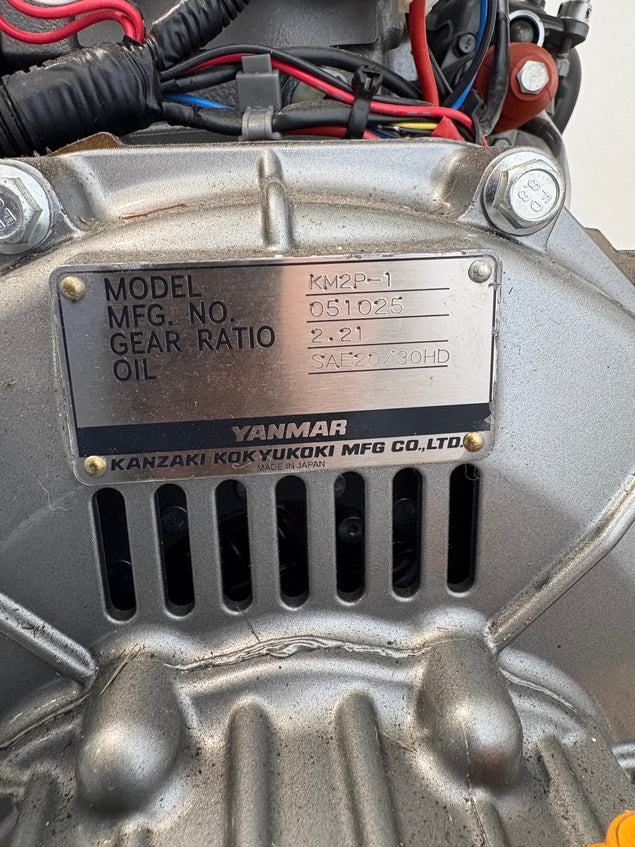 MODEL KM2P-1
MFG. NO. 051025
GEAR RATIO 2.21
OIL SAE20/30HD
YANMAR
KANZAKI KOKYUKOKI MFG CO.,LTD.
MADE IN JAPAN